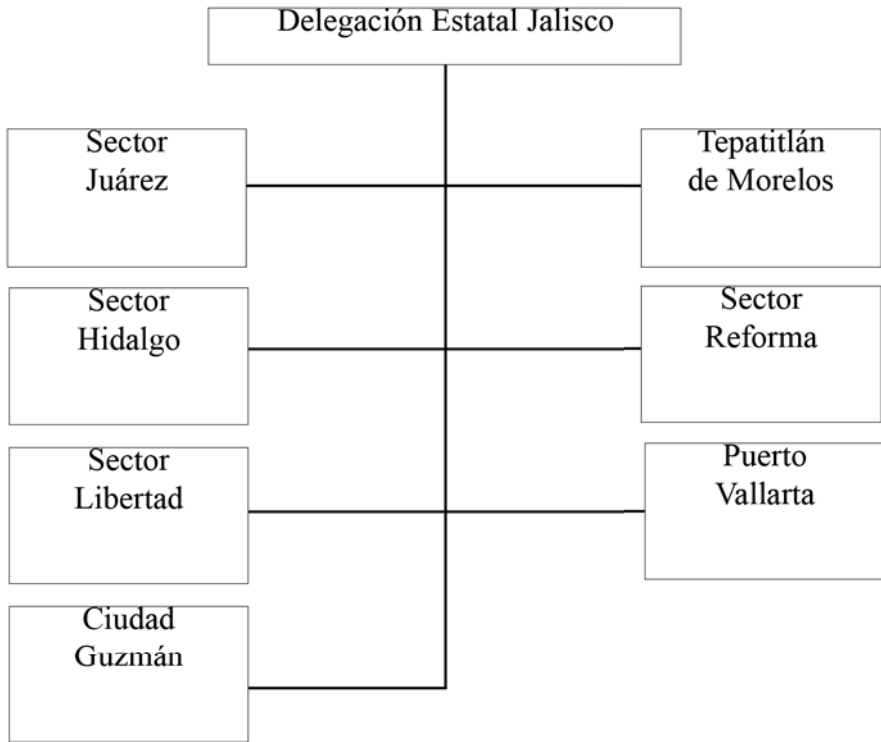 Delegación Estatal Jalisco
Sector
Juárez
Tepatitlán
de Morelos
Sector
Hidalgo
Sector
Reforma
Sector
Libertad
Puerto
Vallarta
Ciudad
Guzmán